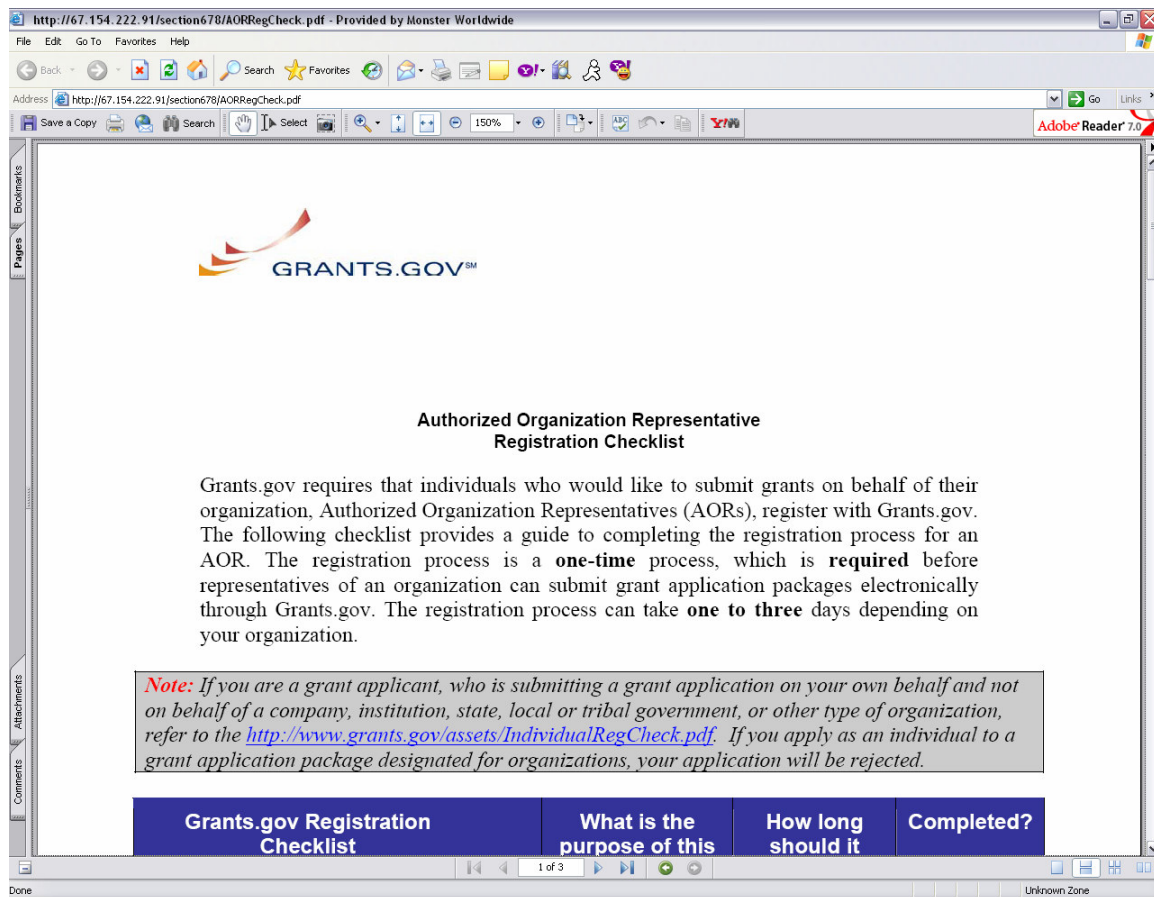 http://67.154.222.91/section678/AORRegCheck.pdf - Provided by Monster Worldwide
File Edit Go To Favorites Help
Back Search Favorites
Address http://67.154.222.91/section678/AORRegCheck.pdf Go Links
Save a Copy Search Select 150% Y! Adobe Reader 7.0
Bookmarks
Pages
Attachments
Comments
GRANTS.GOV SM
Authorized Organization Representative
Registration Checklist
Grants.gov requires that individuals who would like to submit grants on behalf of their
organization, Authorized Organization Representatives (AORs), register with Grants.gov.
The following checklist provides a guide to completing the registration process for an
AOR. The registration process is a one-time process, which is required before
representatives of an organization can submit grant application packages electronically
through Grants.gov. The registration process can take one to three days depending on
your organization.
Note: If you are a grant applicant, who is submitting a grant application on your own behalf and not
on behalf of a company, institution, state, local or tribal government, or other type of organization,
refer to the http://www.grants.gov/assets/IndividualRegCheck.pdf. If you apply as an individual to a
grant application package designated for organizations, your application will be rejected.
Grants.gov Registration What is the How long Completed?
Checklist purpose of this should it
1 of 3
Done Unknown Zone